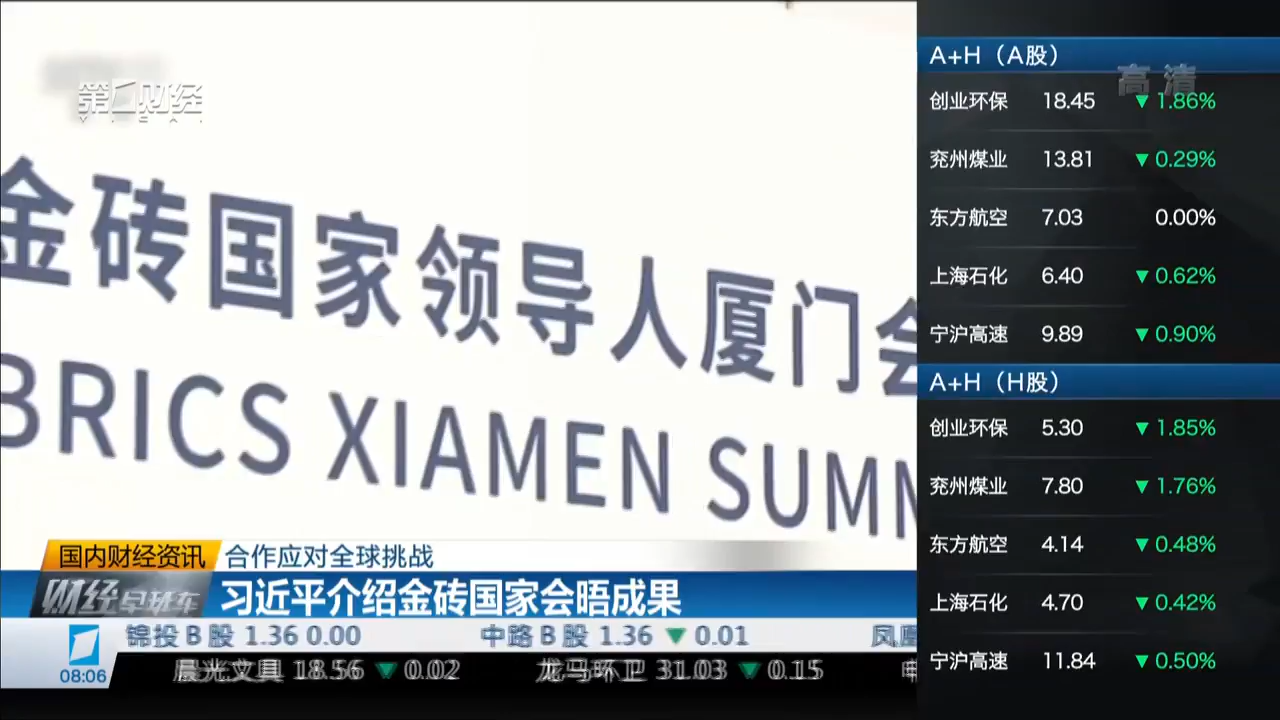 第一财经
YICAI
金砖国家领导人厦门会
BRICS XIAMEN SUMM
国内财经资讯 合作应对全球挑战
财经早班车 习近平介绍金砖国家会晤成果
锦投B股 1.36 0.00 中路B股 1.36 ▼ 0.01 凤凰
08:06 晨光文具 18.56 ▼ 0.02 龙马环卫 31.03 ▼ 0.15
高清
A+H（A股）
创业环保 18.45 ▼ 1.86%
兖州煤业 13.81 ▼ 0.29%
东方航空 7.03 0.00%
上海石化 6.40 ▼ 0.62%
宁沪高速 9.89 ▼ 0.90%
A+H（H股）
创业环保 5.30 ▼ 1.85%
兖州煤业 7.80 ▼ 1.76%
东方航空 4.14 ▼ 0.48%
上海石化 4.70 ▼ 0.42%
宁沪高速 11.84 ▼ 0.50%